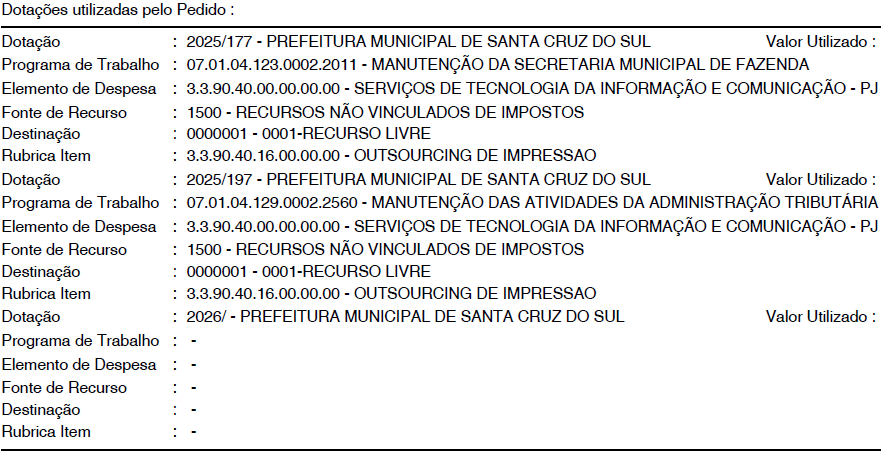 Dotações utilizadas pelo Pedido :
Dotação : 2025/177 - PREFEITURA MUNICIPAL DE SANTA CRUZ DO SUL Valor Utilizado :
Programa de Trabalho : 07.01.04.123.0002.2011 - MANUTENÇÃO DA SECRETARIA MUNICIPAL DE FAZENDA
Elemento de Despesa : 3.3.90.40.00.00.00.00 - SERVIÇOS DE TECNOLOGIA DA INFORMAÇÃO E COMUNICAÇÃO - PJ
Fonte de Recurso : 1500 - RECURSOS NÃO VINCULADOS DE IMPOSTOS
Destinação : 0000001 - 0001-RECURSO LIVRE
Rubrica Item : 3.3.90.40.16.00.00.00 - OUTSOURCING DE IMPRESSAO
Dotação : 2025/197 - PREFEITURA MUNICIPAL DE SANTA CRUZ DO SUL Valor Utilizado :
Programa de Trabalho : 07.01.04.129.0002.2560 - MANUTENÇÃO DAS ATIVIDADES DA ADMINISTRAÇÃO TRIBUTÁRIA
Elemento de Despesa : 3.3.90.40.00.00.00.00 - SERVIÇOS DE TECNOLOGIA DA INFORMAÇÃO E COMUNICAÇÃO - PJ
Fonte de Recurso : 1500 - RECURSOS NÃO VINCULADOS DE IMPOSTOS
Destinação : 0000001 - 0001-RECURSO LIVRE
Rubrica Item : 3.3.90.40.16.00.00.00 - OUTSOURCING DE IMPRESSAO
Dotação : 2026/ - PREFEITURA MUNICIPAL DE SANTA CRUZ DO SUL Valor Utilizado :
Programa de Trabalho : -
Elemento de Despesa : -
Fonte de Recurso : -
Destinação : -
Rubrica Item : -